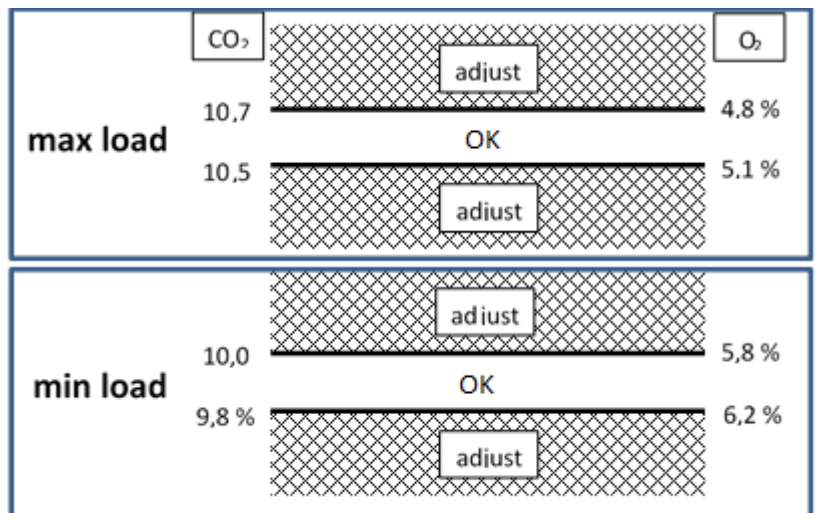 CO₂ O₂
adjust
10,7 4.8 %
max load OK
10,5 5.1 %
adjust
adjust
10,0 5,8 %
min load OK
9,8 % 6,2 %
adjust